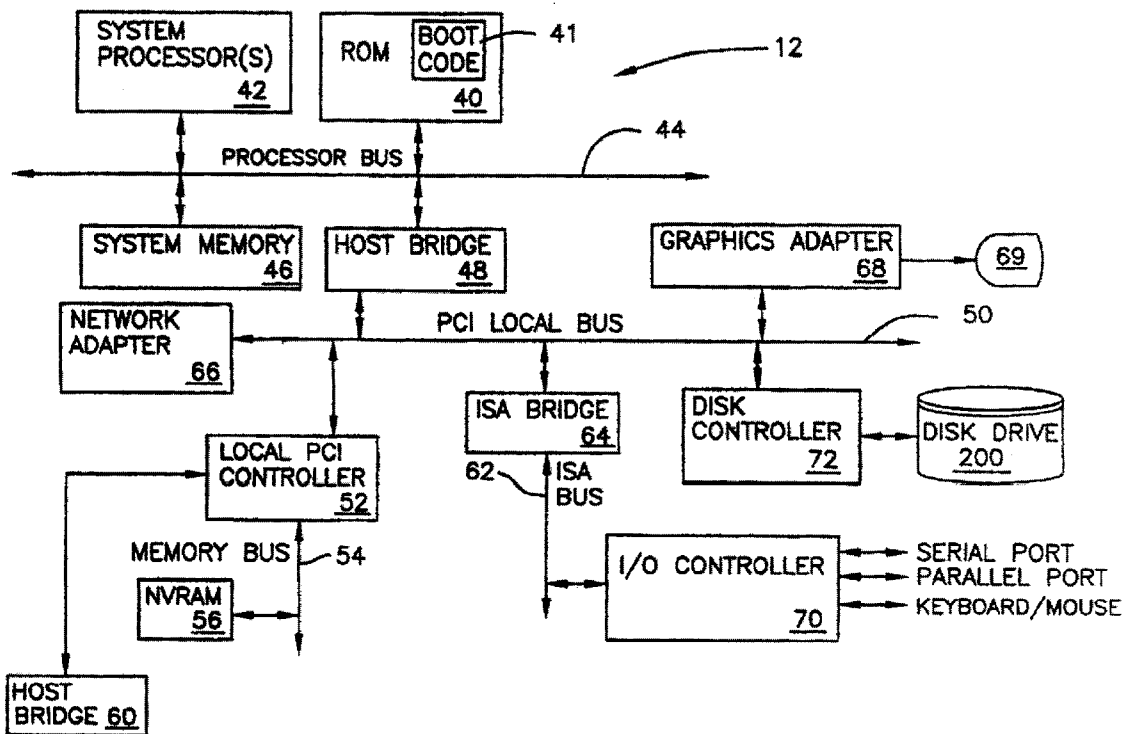 SYSTEM
PROCESSOR(S)
42
ROM
BOOT
CODE
40
41
12
PROCESSOR BUS
44
SYSTEM MEMORY
46
HOST BRIDGE
48
GRAPHICS ADAPTER
68
69
NETWORK
ADAPTER
66
PCI LOCAL BUS
50
ISA BRIDGE
64
DISK
CONTROLLER
72
DISK DRIVE
200
LOCAL PCI
CONTROLLER
52
62
ISA
BUS
MEMORY BUS
54
NVRAM
56
I/O CONTROLLER
70
SERIAL PORT
PARALLEL PORT
KEYBOARD/MOUSE
HOST
BRIDGE 60